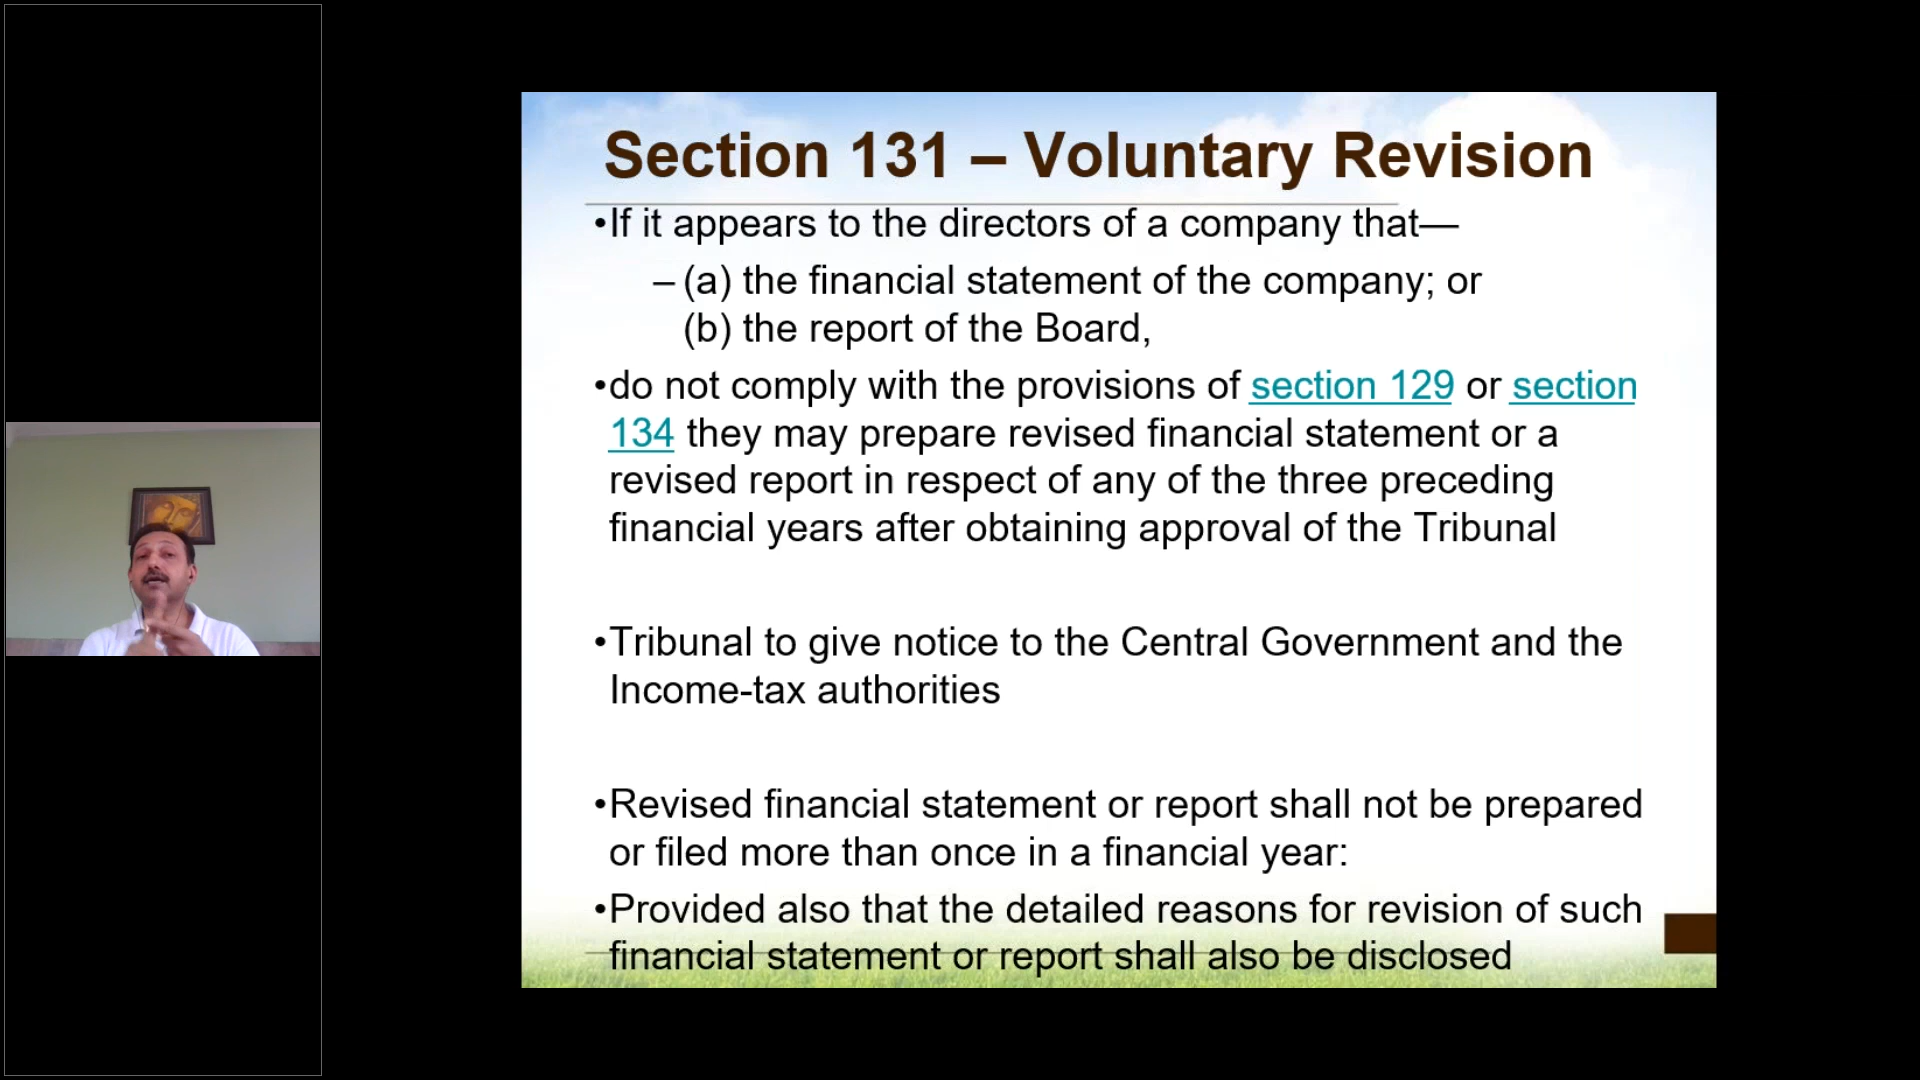 Section 131 – Voluntary Revision
•If it appears to the directors of a company that—
– (a) the financial statement of the company; or
(b) the report of the Board,
•do not comply with the provisions of section 129 or section
134 they may prepare revised financial statement or a
revised report in respect of any of the three preceding
financial years after obtaining approval of the Tribunal
•Tribunal to give notice to the Central Government and the
Income-tax authorities
•Revised financial statement or report shall not be prepared
or filed more than once in a financial year:
•Provided also that the detailed reasons for revision of such
financial statement or report shall also be disclosed